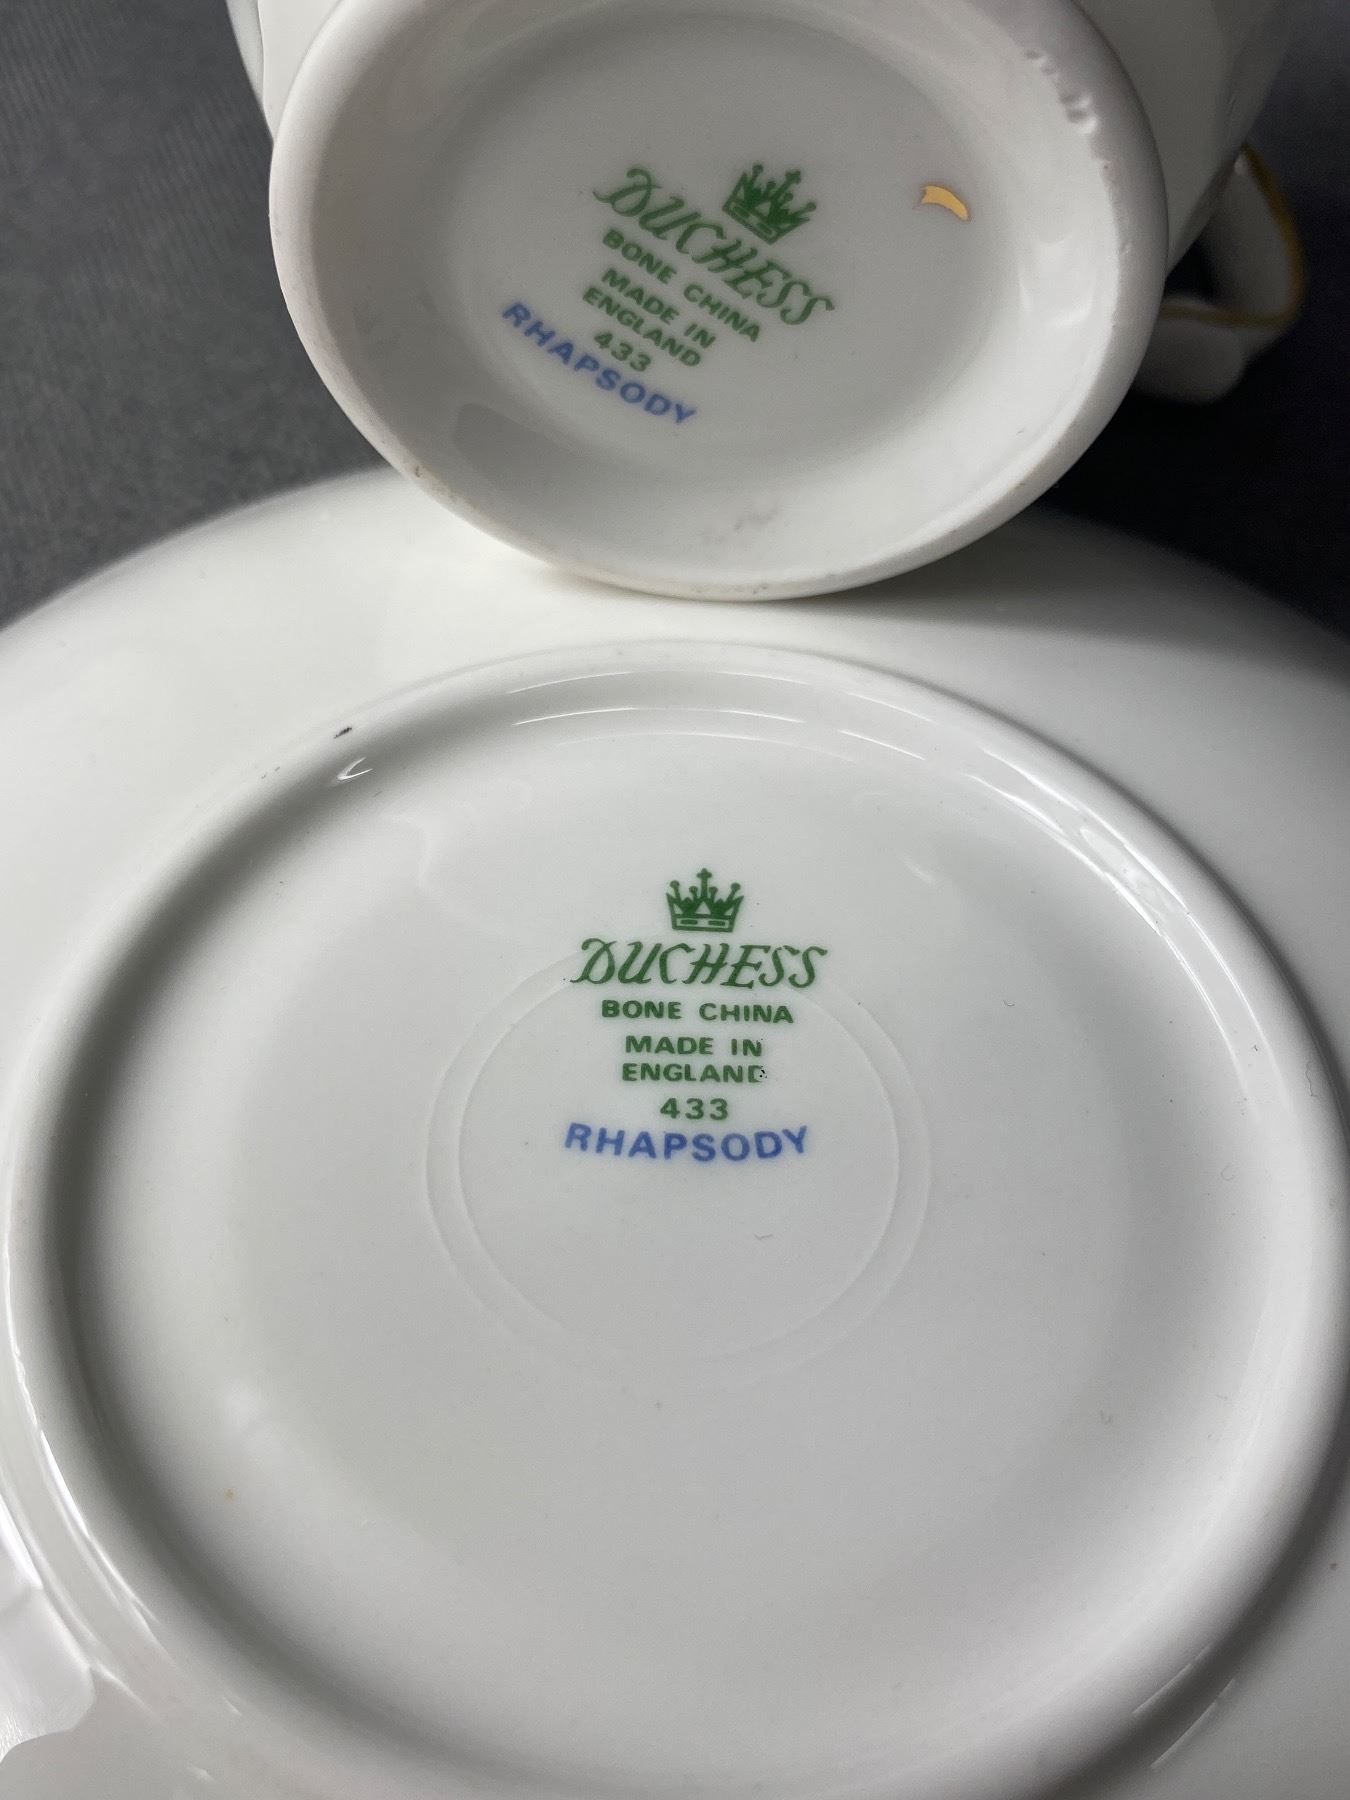 DUCHESS
BONE CHINA
MADE IN
ENGLAND
433
RHAPSODY
DUCHESS
BONE CHINA
MADE IN
ENGLAND
433
RHAPSODY